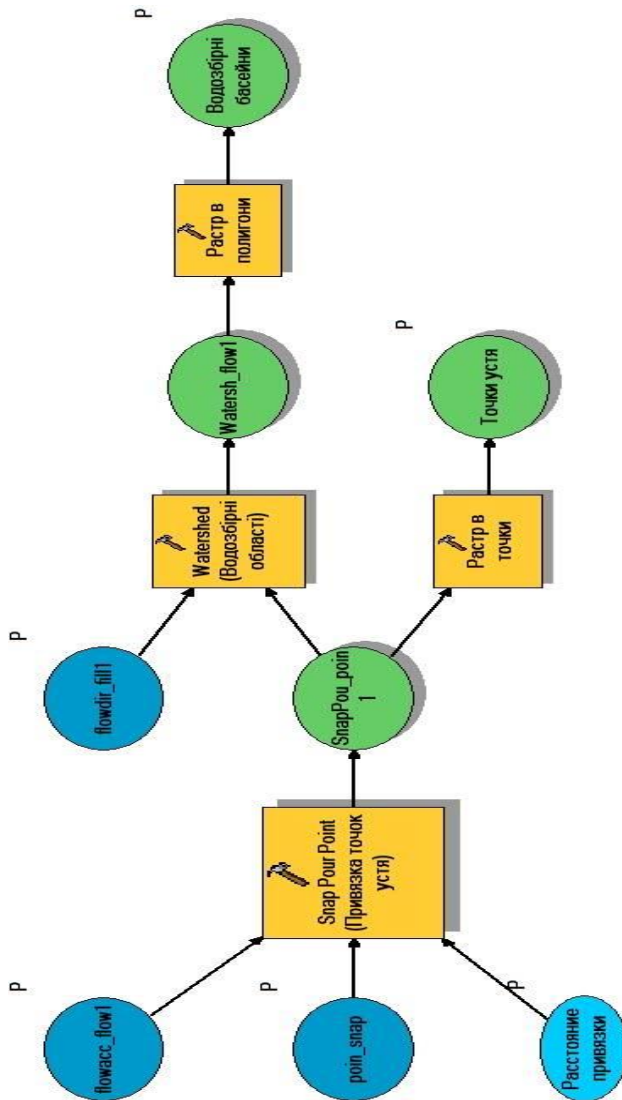 P
flowacc_flow1
P
poin_snap
P
Расстояние
привязки
Snap Pour Point
(Привязка точок
устя)
P
flowdir_fill1
SnapPou_poin
1
Watershed
(Водозбірні
області)
Растр в
точки
Watersh_flow1
P
Точки устя
Растр в
полигони
P
Водозбірні
басейни